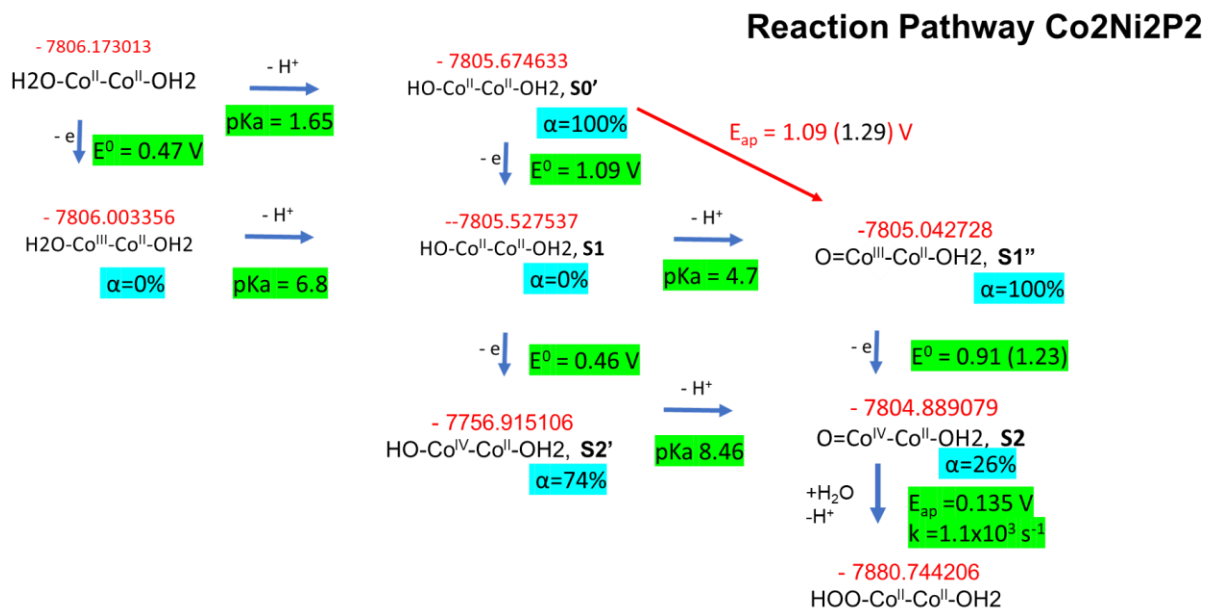 Reaction Pathway Co2Ni2P2
- 7806.173013
H2O-Coᴵᴵ-Coᴵᴵ-OH2
- H⁺
pKa = 1.65
- 7805.674633
HO-Coᴵᴵ-Coᴵᴵ-OH2, S0’
α=100%
Eₐₚ = 1.09 (1.29) V
- e
E⁰ = 0.47 V
- e
E⁰ = 1.09 V
- 7806.003356
H2O-Coᴵᴵᴵ-Coᴵᴵ-OH2
α=0%
- H⁺
pKa = 6.8
--7805.527537
HO-Coᴵᴵ-Coᴵᴵ-OH2, S1
α=0%
- H⁺
pKa = 4.7
-7805.042728
O=Coᴵᴵᴵ-Coᴵᴵ-OH2, S1”
α=100%
- e
E⁰ = 0.46 V
- e
E⁰ = 0.91 (1.23)
- 7756.915106
HO-Coᴵⱽ-Coᴵᴵ-OH2, S2’
α=74%
- H⁺
pKa 8.46
- 7804.889079
O=Coᴵⱽ-Coᴵᴵ-OH2, S2
α=26%
+H₂O
-H⁺
Eₐₚ =0.135 V
k =1.1x10³ s⁻¹
- 7880.744206
HOO-Coᴵᴵ-Coᴵᴵ-OH2